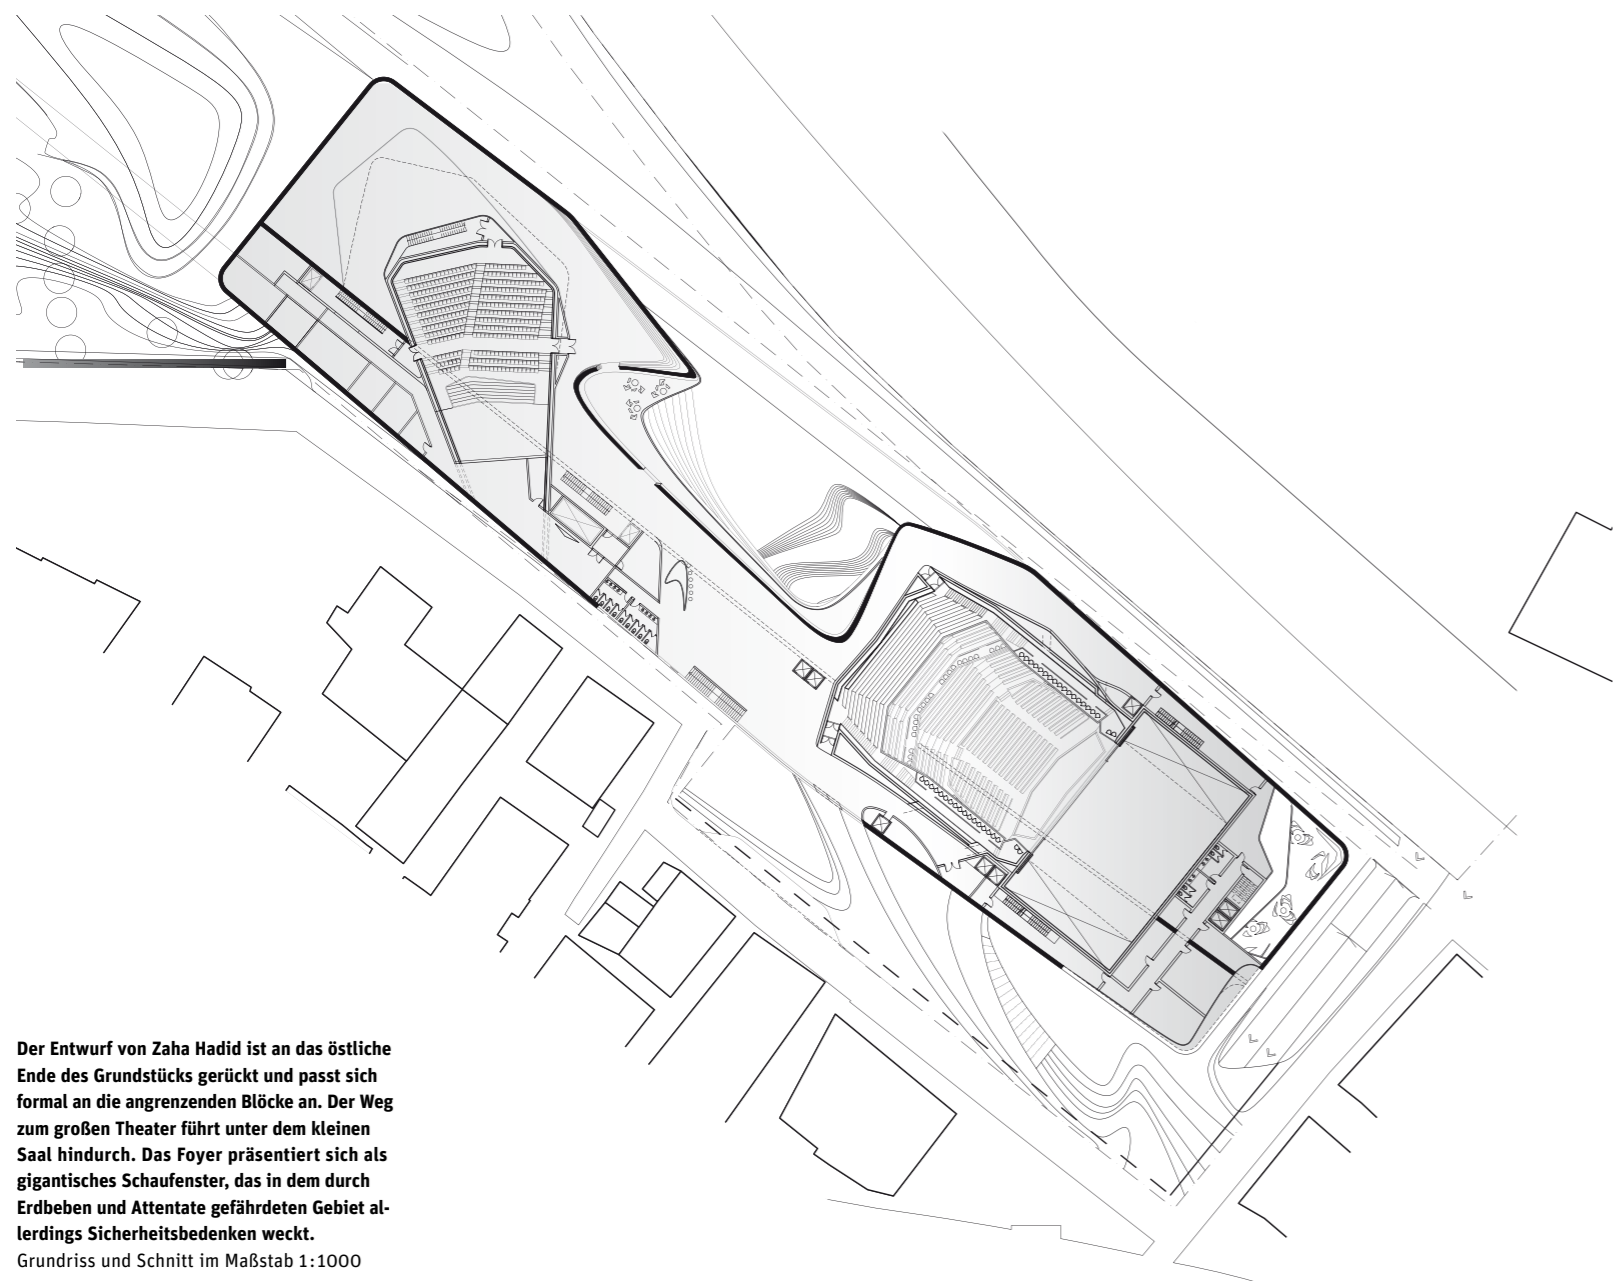 Der Entwurf von Zaha Hadid ist an das östliche
Ende des Grundstücks gerückt und passt sich
formal an die angrenzenden Blöcke an. Der Weg
zum großen Theater führt unter dem kleinen
Saal hindurch. Das Foyer präsentiert sich als
gigantisches Schaufenster, das in dem durch
Erdbeben und Attentate gefährdeten Gebiet al-
lerdings Sicherheitsbedenken weckt.
Grundriss und Schnitt im Maßstab 1:1000